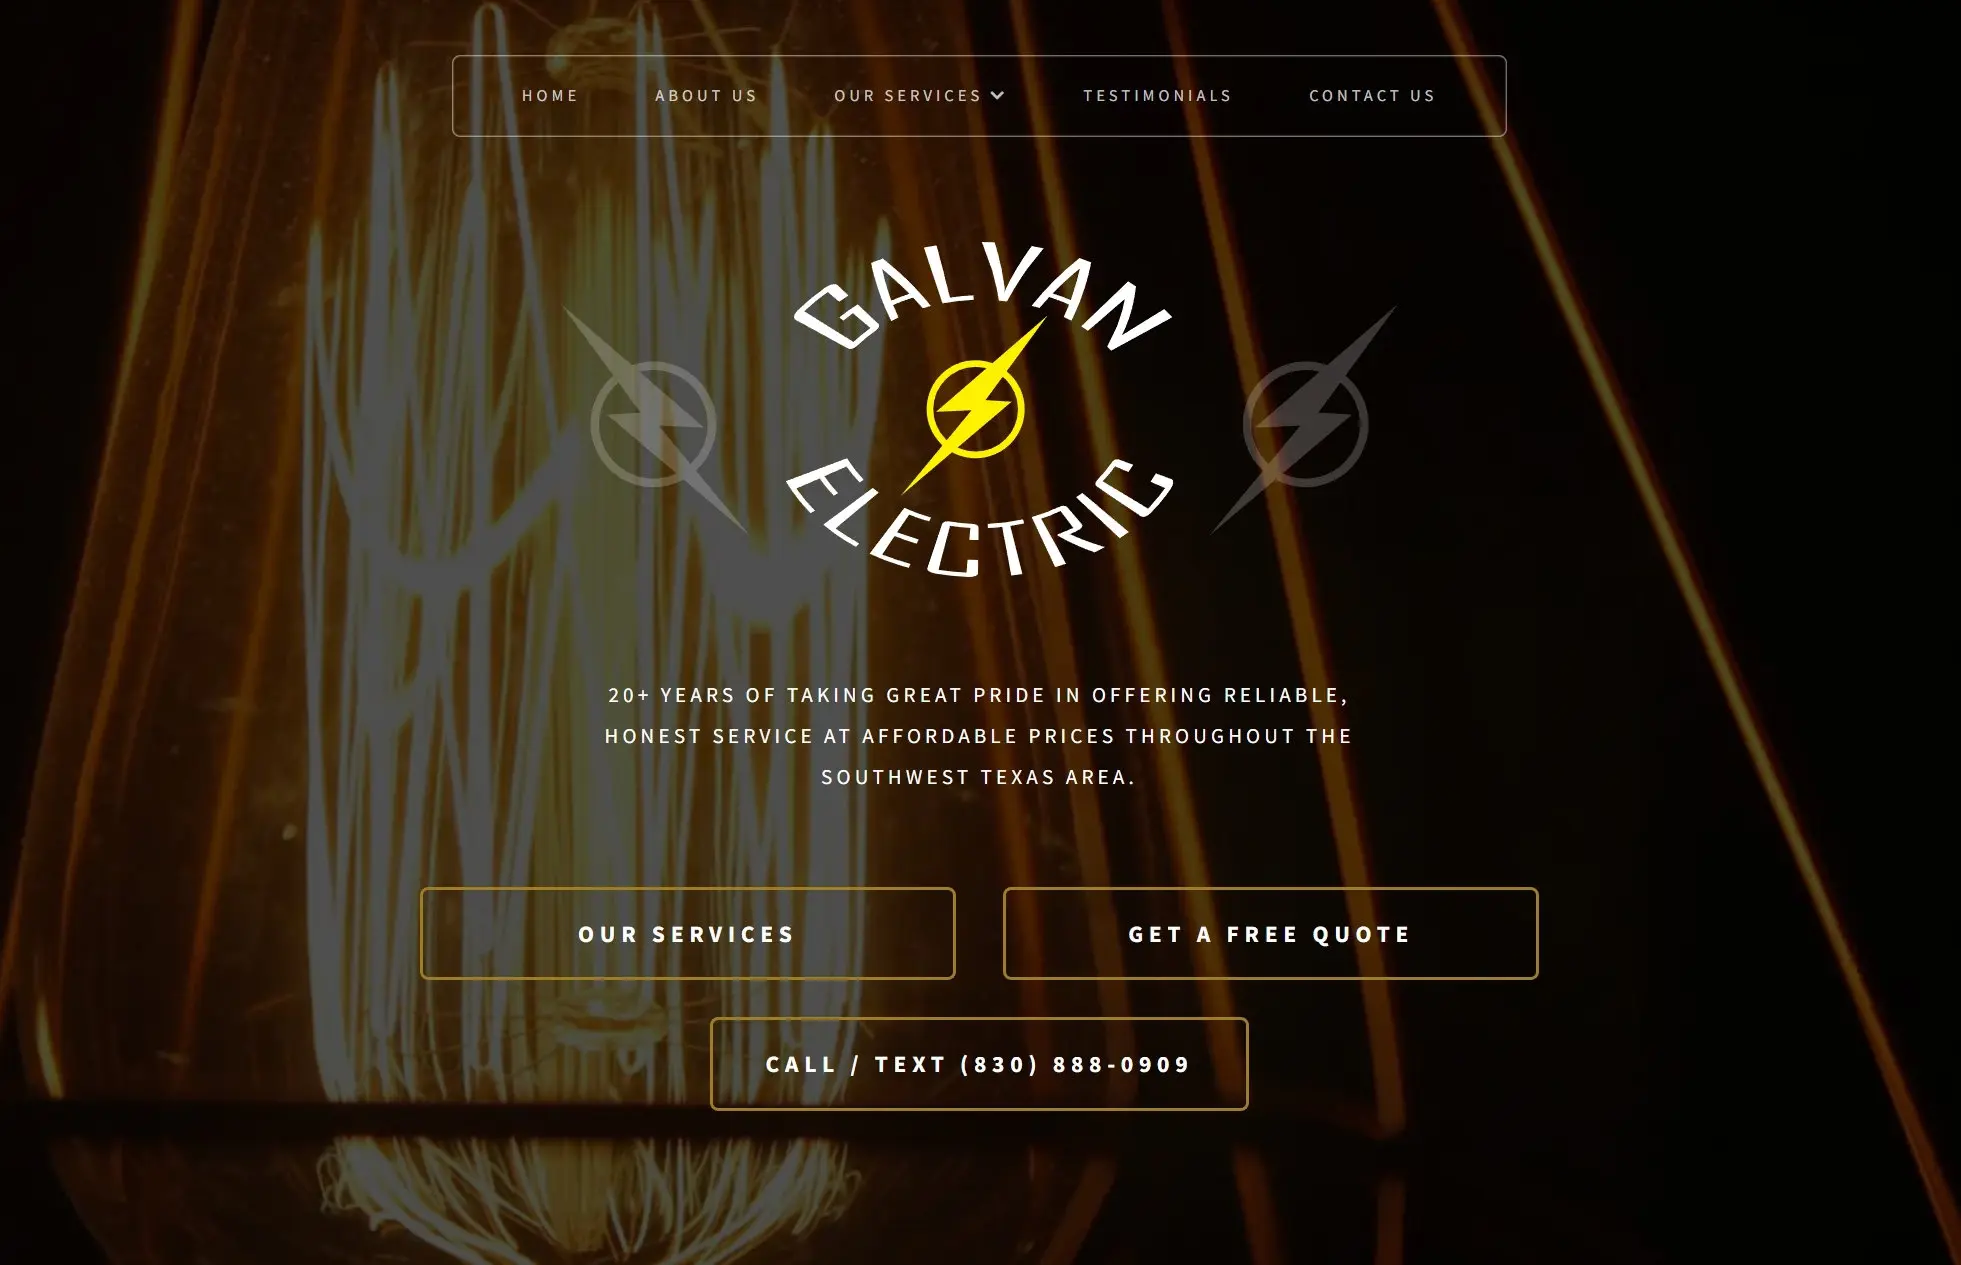 HOME ABOUT US OUR SERVICES TESTIMONIALS CONTACT US
GALVAN
ELECTRIC
20+ YEARS OF TAKING GREAT PRIDE IN OFFERING RELIABLE,
HONEST SERVICE AT AFFORDABLE PRICES THROUGHOUT THE
SOUTHWEST TEXAS AREA.
OUR SERVICES GET A FREE QUOTE
CALL / TEXT (830) 888-0909